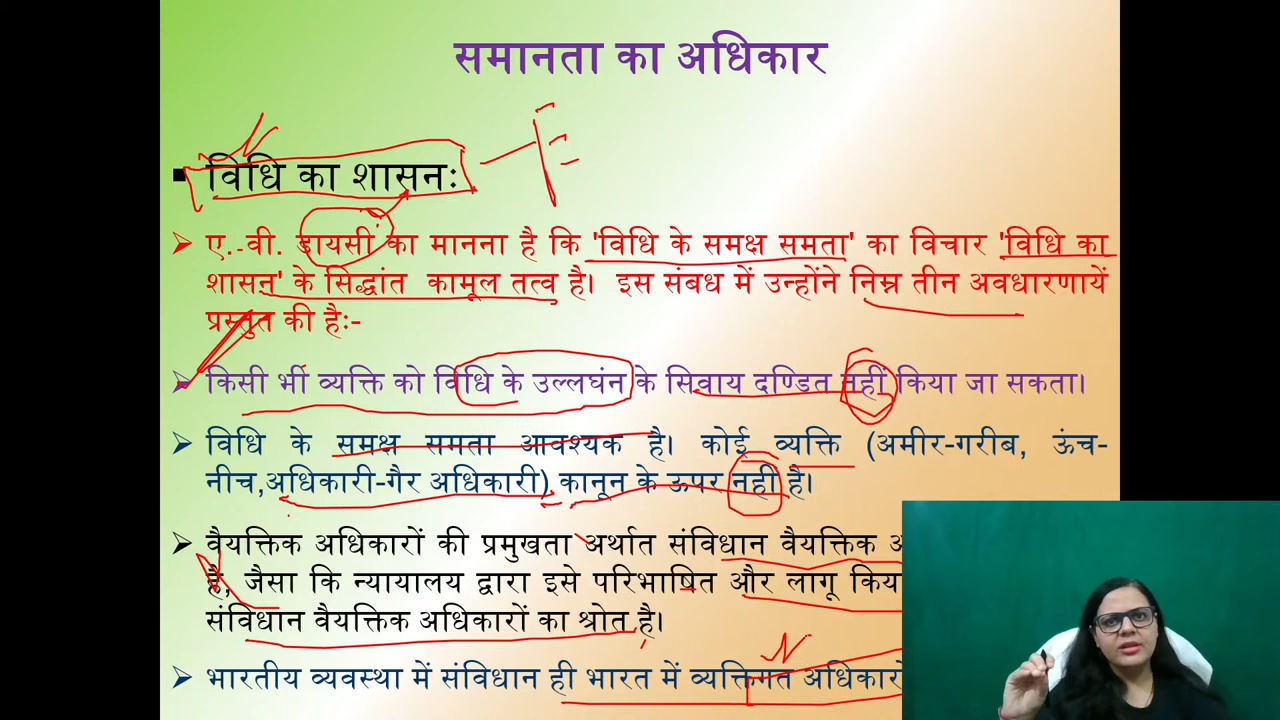 समानता का अधिकार
विधि का शासनः
ए.-वी. डायसी का मानना है कि 'विधि के समक्ष समता' का विचार 'विधि का
शासन' के सिद्धांत कामूल तत्व है। इस संबध में उन्होंने निम्न तीन अवधारणायें
प्रस्तुत की हैः-
किसी भी व्यक्ति को विधि के उल्लघंन के सिवाय दण्डित नहीं किया जा सकता।
विधि के समक्ष समता आवश्यक है। कोई व्यक्ति (अमीर-गरीब, ऊंच-
नीच,अधिकारी-गैर अधिकारी) कानून के ऊपर नही है।
वैयक्तिक अधिकारों की प्रमुखता अर्थात संविधान वैयक्तिक
है, जैसा कि न्यायालय द्वारा इसे परिभाषित और लागू किया
संविधान वैयक्तिक अधिकारों का श्रोत है।
भारतीय व्यवस्था में संविधान ही भारत में व्यक्तिगत